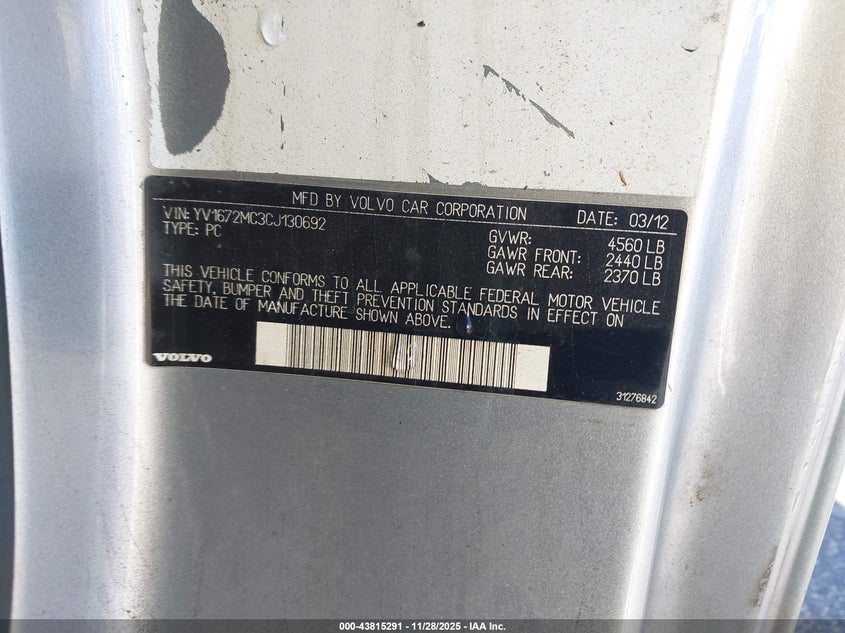 MFD BY VOLVO CAR CORPORATION DATE: 03/12
VIN: YV1672MC3CJ130692
TYPE: PC
GVWR: 4560 LB
GAWR FRONT: 2440 LB
GAWR REAR: 2370 LB
THIS VEHICLE CONFORMS TO ALL APPLICABLE FEDERAL MOTOR VEHICLE
SAFETY, BUMPER AND THEFT PREVENTION STANDARDS IN EFFECT ON
THE DATE OF MANUFACTURE SHOWN ABOVE.
VOLVO
31276842
000-43815291 - 11/28/2025 - IAA Inc.